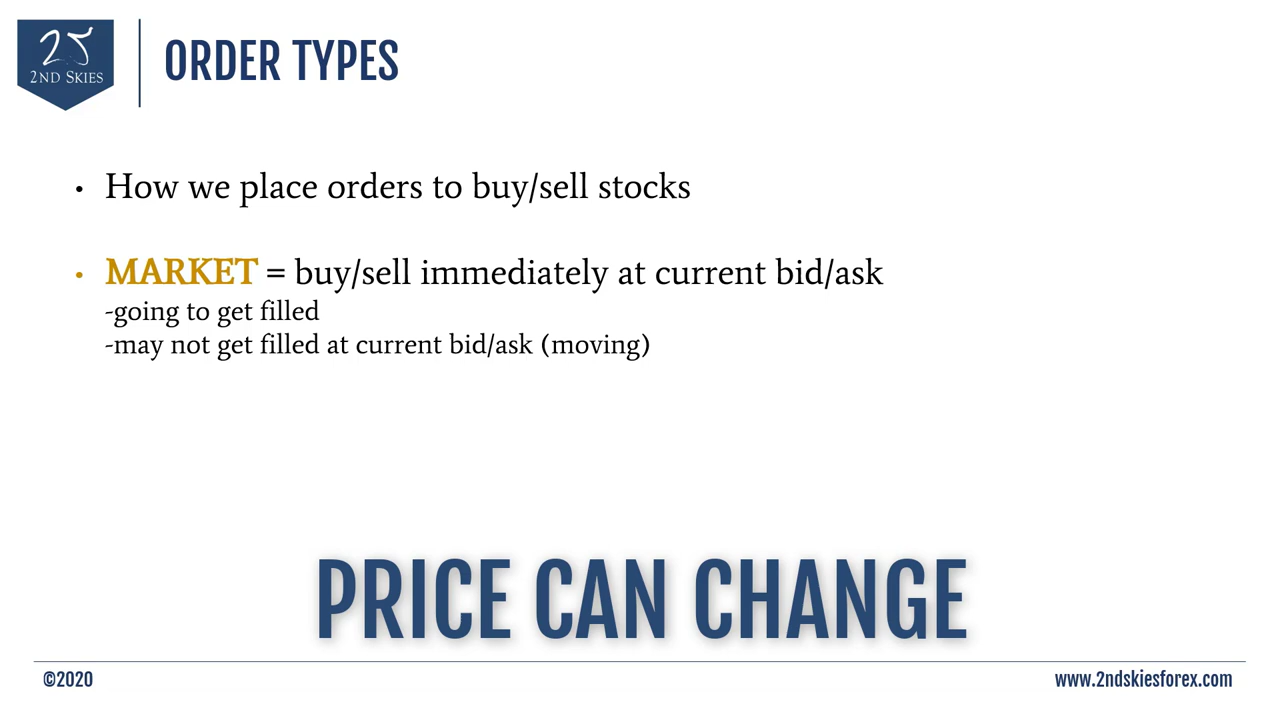 2ND SKIES
ORDER TYPES
• How we place orders to buy/sell stocks
• MARKET = buy/sell immediately at current bid/ask
-going to get filled
-may not get filled at current bid/ask (moving)
PRICE CAN CHANGE
©2020
www.2ndskiesforex.com